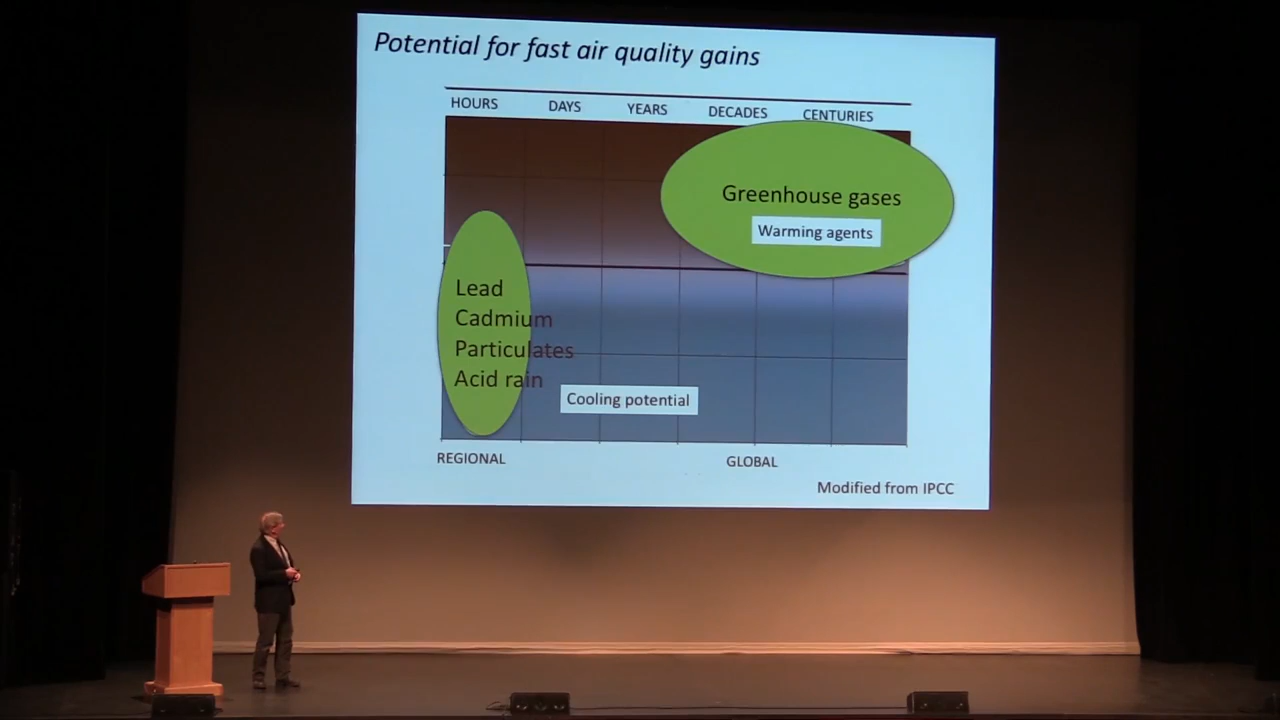 Potential for fast air quality gains
HOURS DAYS YEARS DECADES CENTURIES
Greenhouse gases
Warming agents
Lead
Cadmium
Particulates
Acid rain
Cooling potential
REGIONAL GLOBAL
Modified from IPCC